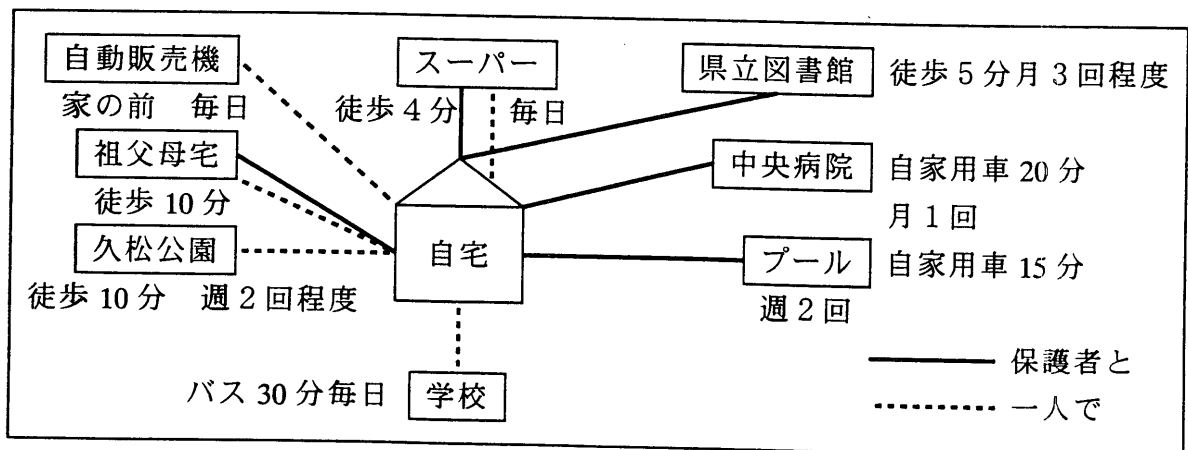 自動販売機
家の前 毎日
スーパー
徒歩4分 毎日
県立図書館 徒歩5分月3回程度
祖父母宅
徒歩10分
中央病院 自家用車20分
月1回
久松公園
徒歩10分 週2回程度
自宅
プール 自家用車15分
週2回
バス30分毎日 学校
保護者と
一人で